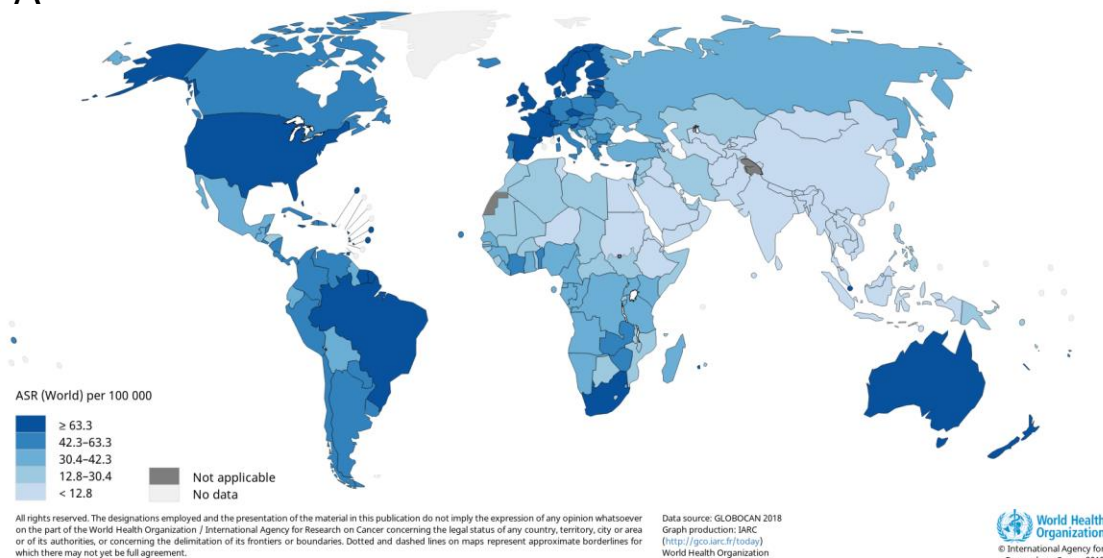 ASR (World) per 100 000
≥ 63.3
42.3–63.3
30.4–42.3
12.8–30.4
< 12.8
Not applicable
No data
All rights reserved. The designations employed and the presentation of the material in this publication do not imply the expression of any opinion whatsoever
on the part of the World Health Organization / International Agency for Research on Cancer concerning the legal status of any country, territory, city or area
or of its authorities, or concerning the delimitation of its frontiers or boundaries. Dotted and dashed lines on maps represent approximate borderlines for
which there may not yet be full agreement.
Data source: GLOBOCAN 2018
Graph production: IARC
(http://gco.iarc.fr/today)
World Health Organization
World Health
Organization
© International Agency for